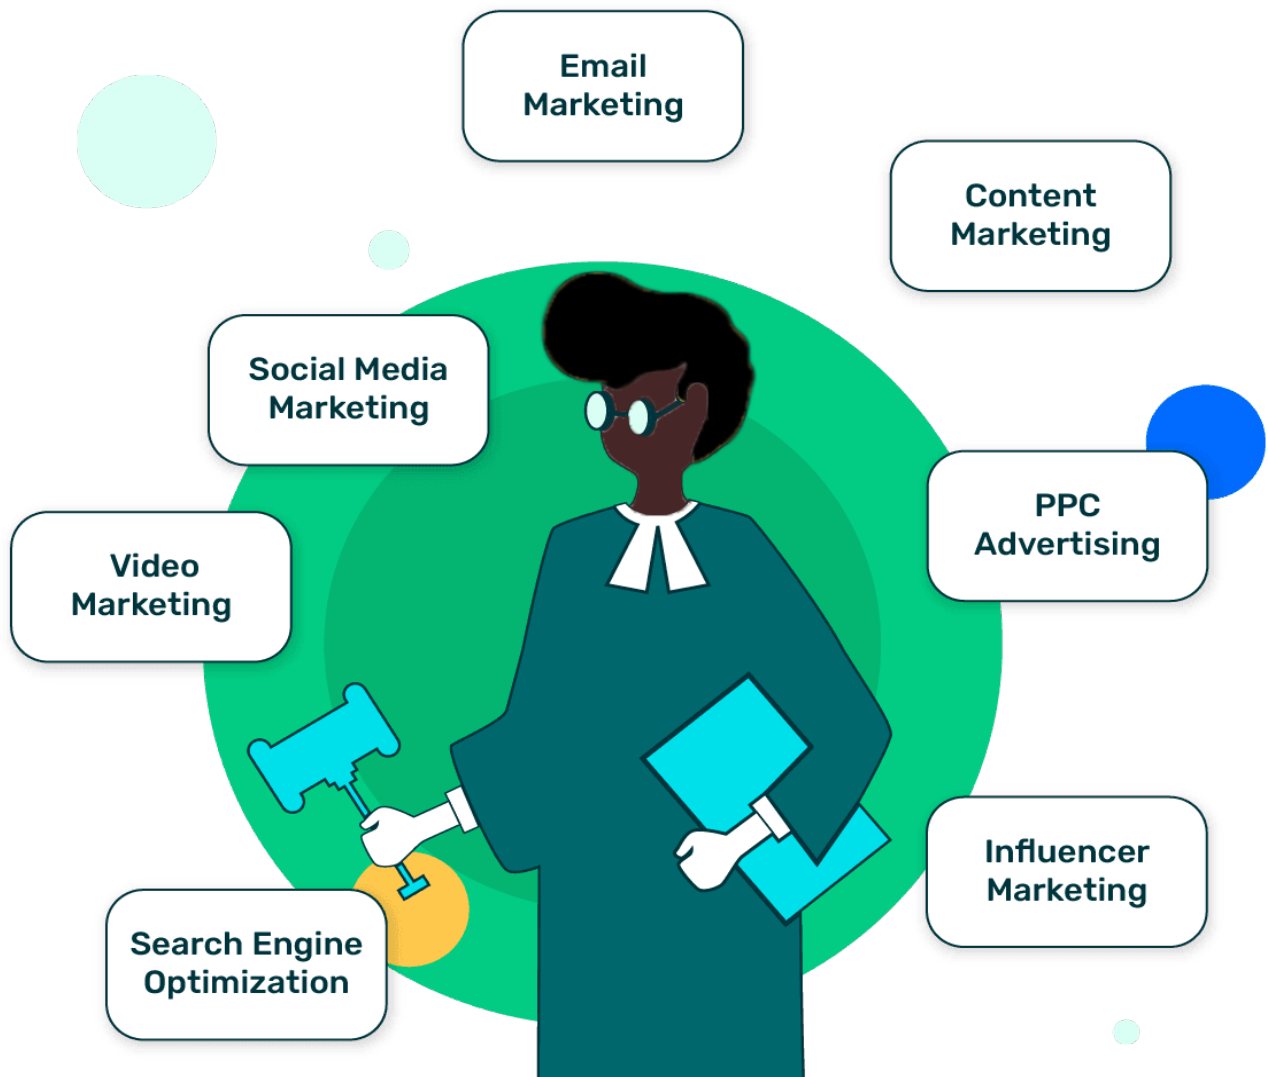 Email
Marketing
Content
Marketing
Social Media
Marketing
PPC
Advertising
Video
Marketing
Influencer
Marketing
Search Engine
Optimization